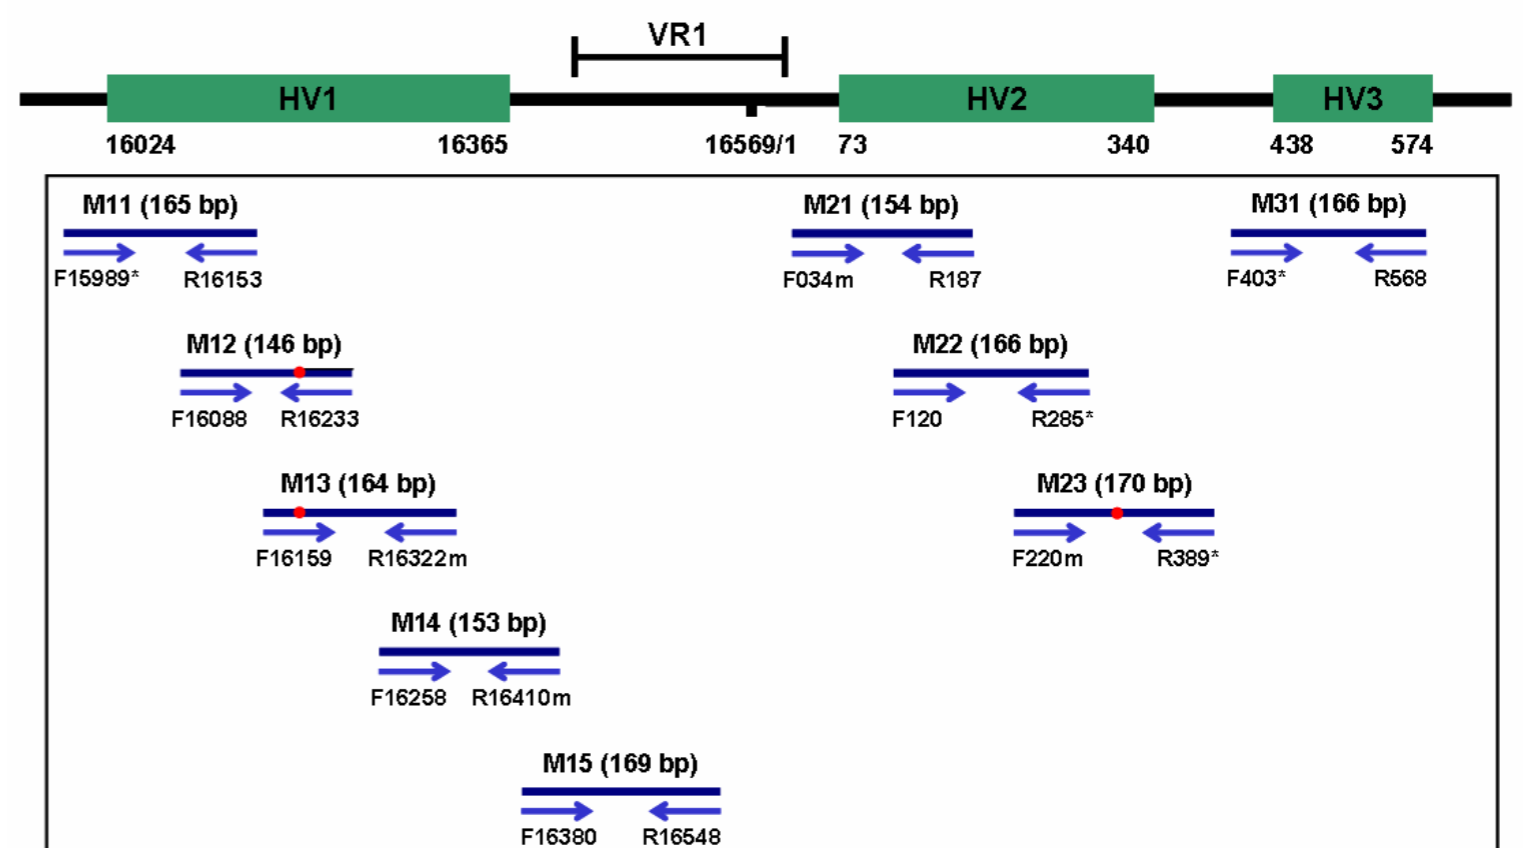 VR1
HV1 HV2 HV3
16024 16365 16569/1 73 340 438 574
M11 (165 bp) M21 (154 bp) M31 (166 bp)
F15989* R16153 F034m R187 F403* R568
M12 (146 bp) M22 (166 bp)
F16088 R16233 F120 R285*
M13 (164 bp) M23 (170 bp)
F16159 R16322m F220m R389*
M14 (153 bp)
F16258 R16410m
M15 (169 bp)
F16380 R16548